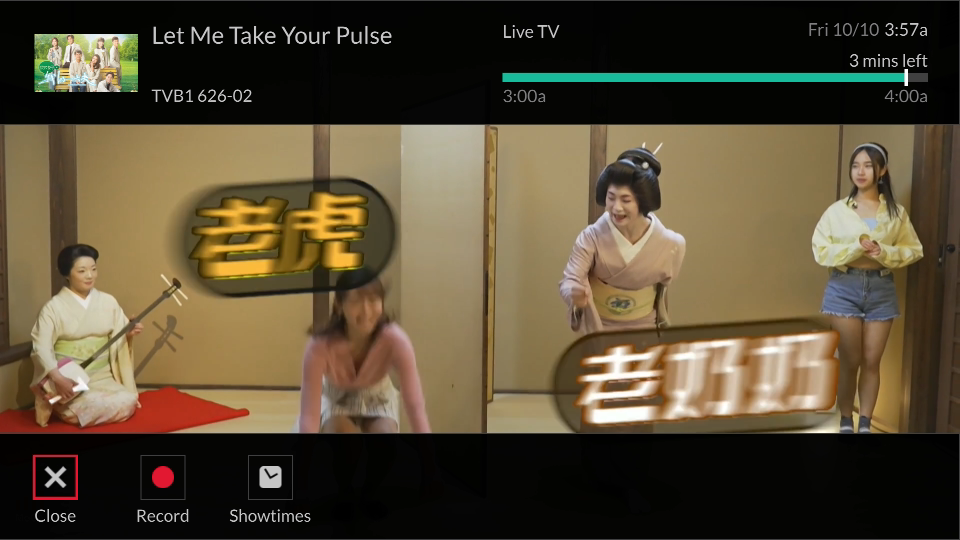 Let Me Take Your Pulse
TVB1 626-02
Live TV
Fri 10/10 3:57a
3 mins left
3:00a
4:00a
老虎
老奶奶
Close
Record
Showtimes